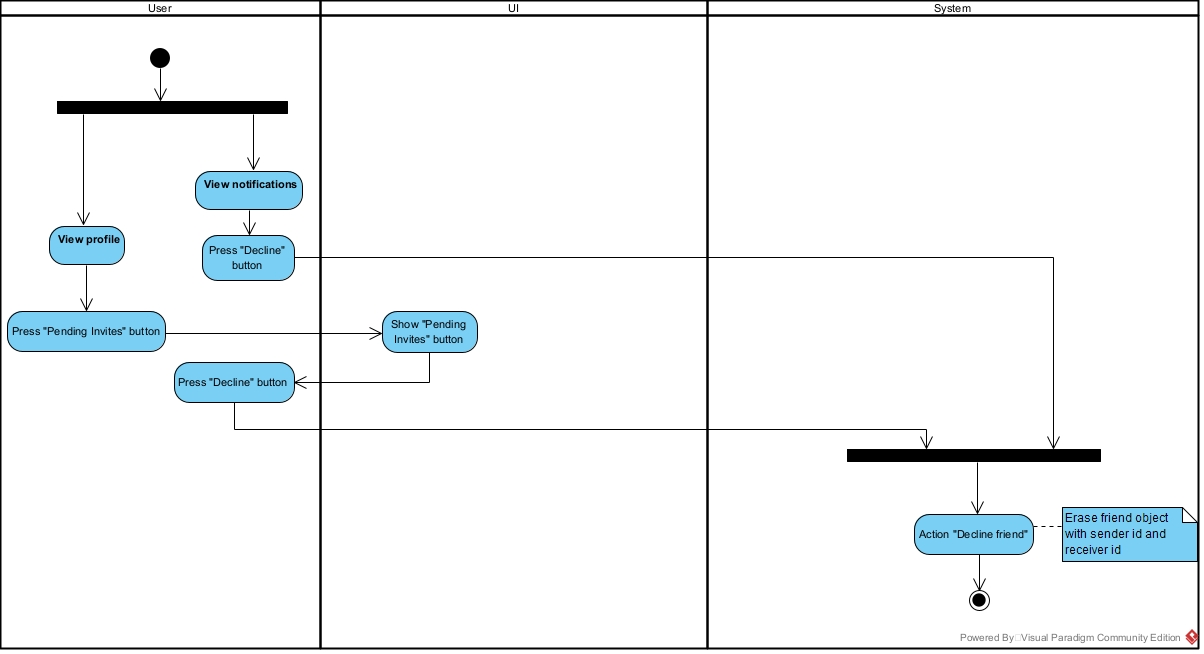 User
UI
System
View notifications
View profile
Press "Decline"
button
Press "Pending Invites" button
Show "Pending
Invites" button
Press "Decline" button
Action "Decline friend"
Erase friend object
with sender id and
receiver id
Powered By Visual Paradigm Community Edition